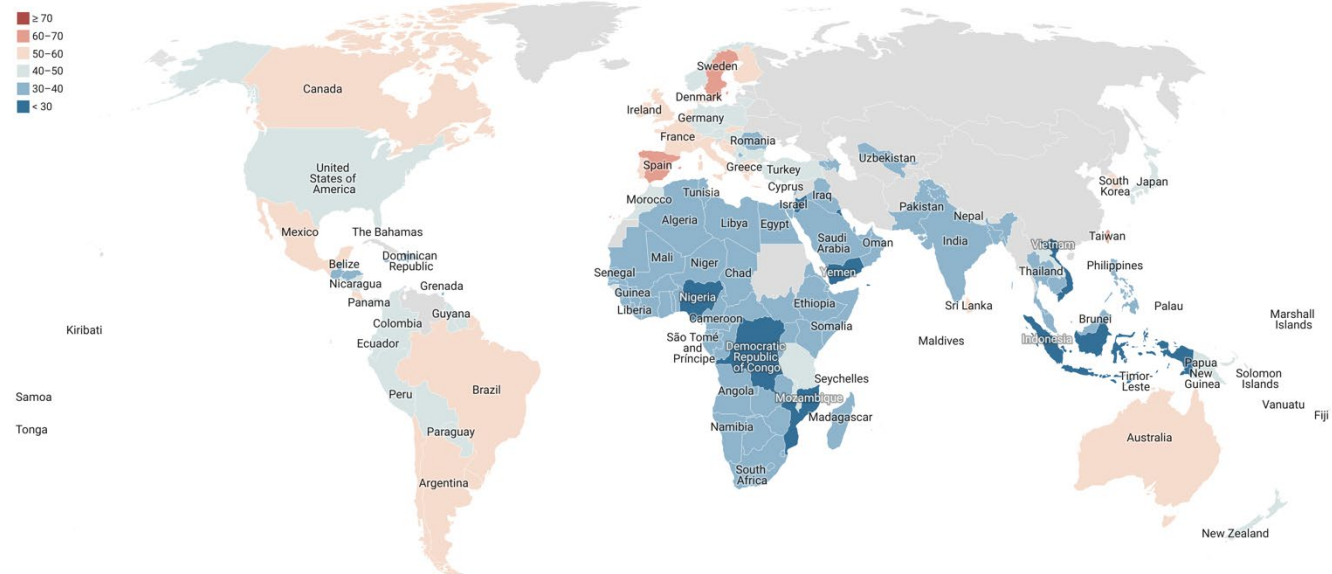 ≥ 70
60–70
50–60
40–50
30–40
< 30
Canada
United
States of
America
Mexico
The Bahamas
Dominican
Republic
Belize
Nicaragua
Grenada
Panama
Guyana
Colombia
Ecuador
Peru
Brazil
Paraguay
Argentina
Kiribati
Samoa
Tonga
Sweden
Denmark
Ireland
Germany
France
Romania
Spain
Greece
Turkey
Cyprus
Uzbekistan
Morocco
Tunisia
Israel
Iraq
Algeria
Libya
Egypt
Saudi
Arabia
Oman
Pakistan
Nepal
India
South
Korea
Japan
Taiwan
Vietnam
Thailand
Philippines
Mali
Niger
Chad
Yemen
Senegal
Guinea
Liberia
Nigeria
Cameroon
Ethiopia
Somalia
São Tomé
and
Príncipe
Democratic
Republic
of Congo
Sri Lanka
Maldives
Brunei
Indonesia
Palau
Marshall
Islands
Seychelles
Angola
Mozambique
Madagascar
Namibia
South
Africa
Timor-
Leste
Papua
New
Guinea
Solomon
Islands
Vanuatu
Fiji
Australia
New Zealand